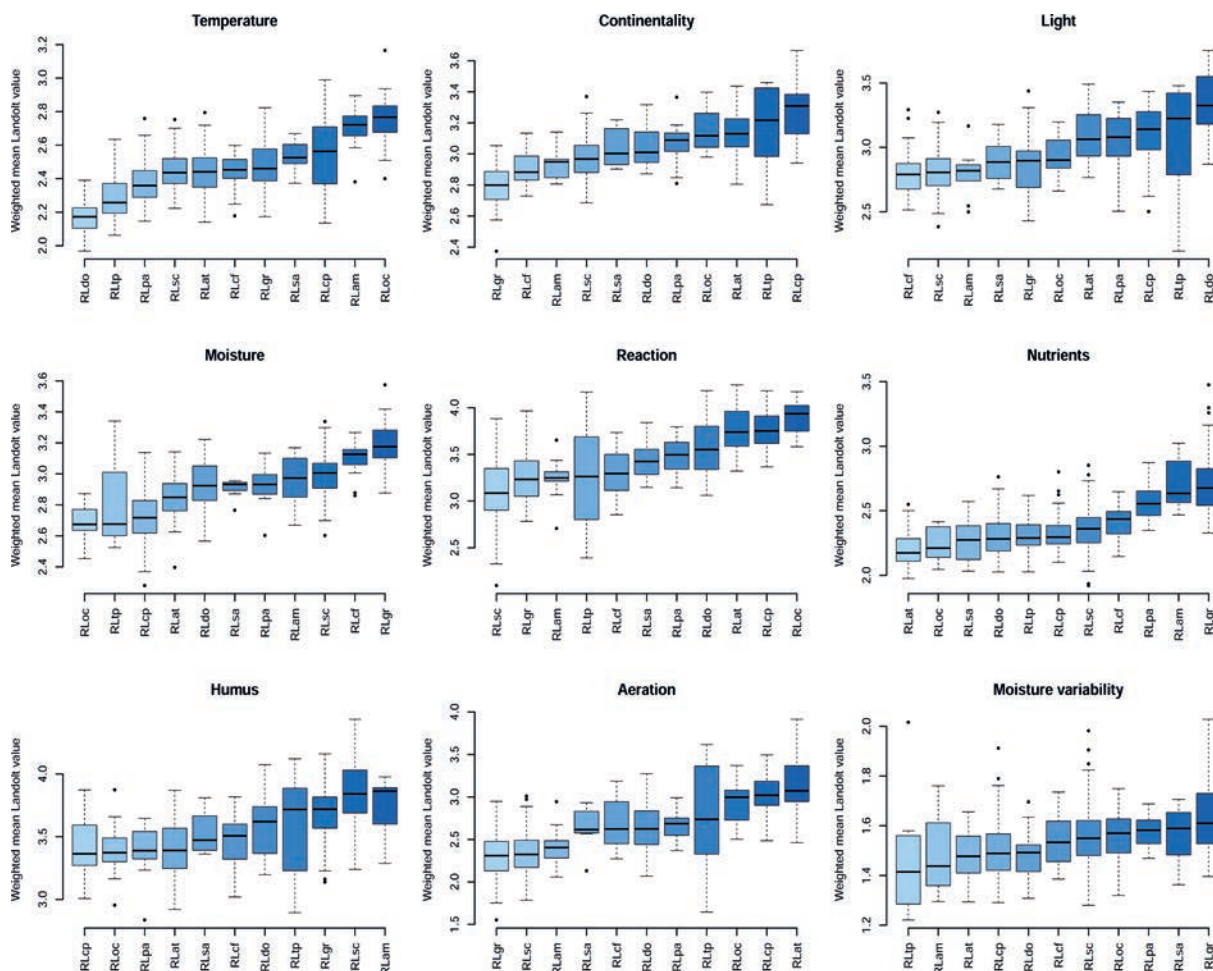 Temperature
Weighted mean Landolt value
2.0 2.2 2.4 2.6 2.8 3.0 3.2
RLdo RLtp RLpa RLsc RLat RLcf RLgr RLsa RLcp RLam RLoc
Continentality
Weighted mean Landolt value
2.4 2.6 2.8 3.0 3.2 3.4 3.6
RLgr RLcf RLam RLsc RLsa RLdo RLpa RLoc RLat RLtp RLcp
Light
Weighted mean Landolt value
2.5 3.0 3.5
RLcf RLsc RLam RLsa RLgr RLoc RLat RLpa RLcp RLtp RLdo
Moisture
Weighted mean Landolt value
2.4 2.6 2.8 3.0 3.2 3.4 3.6
RLoc RLtp RLcp RLat RLdo RLsa RLpa RLam RLsc RLcf RLgr
Reaction
Weighted mean Landolt value
2.5 3.0 3.5 4.0
RLsc RLgr RLam RLtp RLcf RLsa RLpa RLdo RLat RLcp RLoc
Nutrients
Weighted mean Landolt value
2.0 2.5 3.0 3.5
RLat RLoc RLsa RLdo RLtp RLcp RLsc RLcf RLpa RLam RLgr
Humus
Weighted mean Landolt value
3.0 3.5 4.0
RLcp RLoc RLpa RLat RLsa RLcf RLdo RLtp RLgr RLsc RLam
Aeration
Weighted mean Landolt value
1.5 2.0 2.5 3.0 3.5 4.0
RLgr RLsc RLam RLsa RLcf RLdo RLpa RLtp RLoc RLcp RLat
Moisture variability
Weighted mean Landolt value
1.2 1.4 1.6 1.8 2.0
RLtp RLam RLat RLcp RLdo RLcf RLsc RLoc RLpa RLsa RLgr